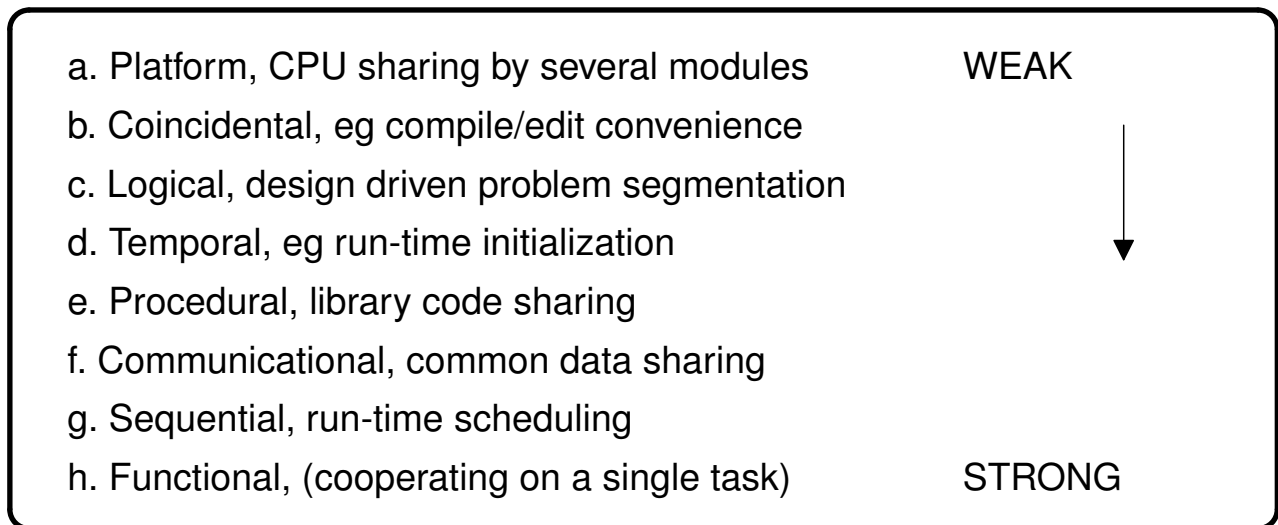 a. Platform, CPU sharing by several modules WEAK
b. Coincidental, eg compile/edit convenience
c. Logical, design driven problem segmentation
d. Temporal, eg run-time initialization
e. Procedural, library code sharing
f. Communicational, common data sharing
g. Sequential, run-time scheduling
h. Functional, (cooperating on a single task) STRONG